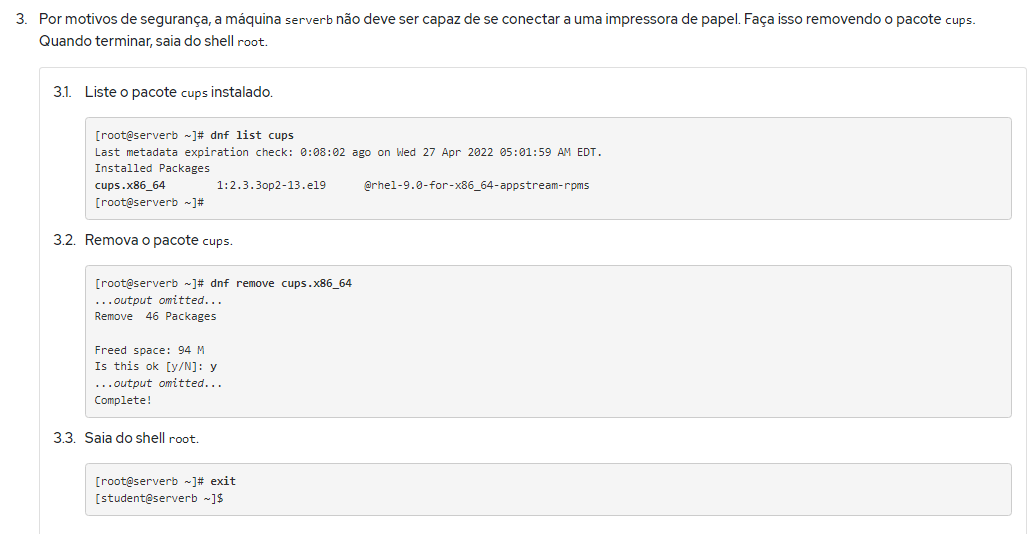 3. Por motivos de segurança, a máquina serverb não deve ser capaz de se conectar a uma impressora de papel. Faça isso removendo o pacote cups.
Quando terminar, saia do shell root.
3.1. Liste o pacote cups instalado.
[root@serverb ~]# dnf list cups
Last metadata expiration check: 0:08:02 ago on Wed 27 Apr 2022 05:01:59 AM EDT.
Installed Packages
cups.x86_64 1:2.3.3op2-13.el9 @rhel-9.0-for-x86_64-appstream-rpms
[root@serverb ~]#
3.2. Remova o pacote cups.
[root@serverb ~]# dnf remove cups.x86_64
...output omitted...
Remove 46 Packages
Freed space: 94 M
Is this ok [y/N]: y
...output omitted...
Complete!
3.3. Saia do shell root.
[root@serverb ~]# exit
[student@serverb ~]$